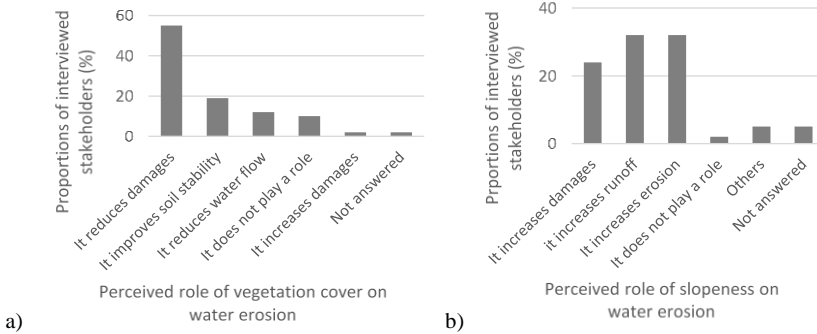 Proportions of interviewed
stakeholders (%)
60
40
20
0
It reduces damages
It improves soil stability
It reduces water flow
It does not play a role
It increases damages
Not answered
Perceived role of vegetation cover on
water erosion
a)
Prportions of interviewed
stakeholders (%)
40
20
0
It increases damages
it increases runoff
It increases erosion
It does not play a role
Others
Not answered
Perceived role of slopeness on
water erosion
b)